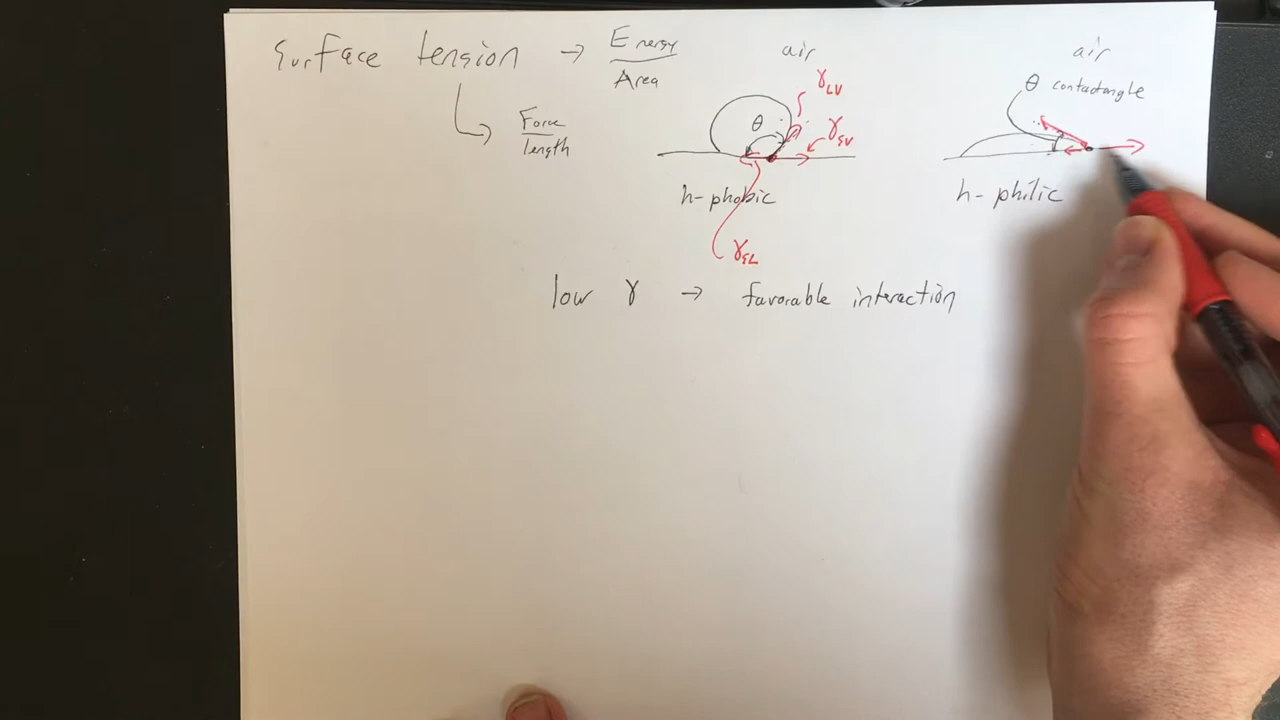 Surface tension → Energy / Area
Force / length
air
θ
γLV
γSV
h-phobic
γSL
air
θ contact angle
h-philic
low γ → favorable interaction